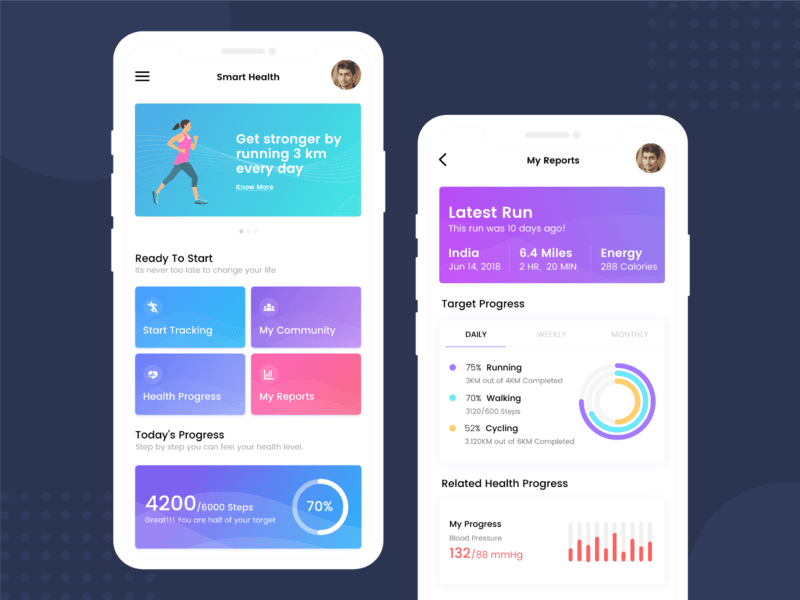 Smart Health
Get stronger by
running 3 km
every day
Know More
Ready To Start
Its never too late to change your life
Start Tracking
My Community
Health Progress
My Reports
Today's Progress
Step by step you can feel your health level.
4200/6000 Steps
Great!!! You are half of your target
70%
My Reports
Latest Run
This run was 10 days ago!
India
Jun 14, 2018
6.4 Miles
2 HR, 20 MIN
Energy
288 Calories
Target Progress
DAILY
WEEKLY
MONTHLY
75% Running
3KM out of 4KM Completed
70% Walking
3120/600 Steps
52% Cycling
3.120KM out of 6KM Completed
Related Health Progress
My Progress
Blood Pressure
132/88 mmHg